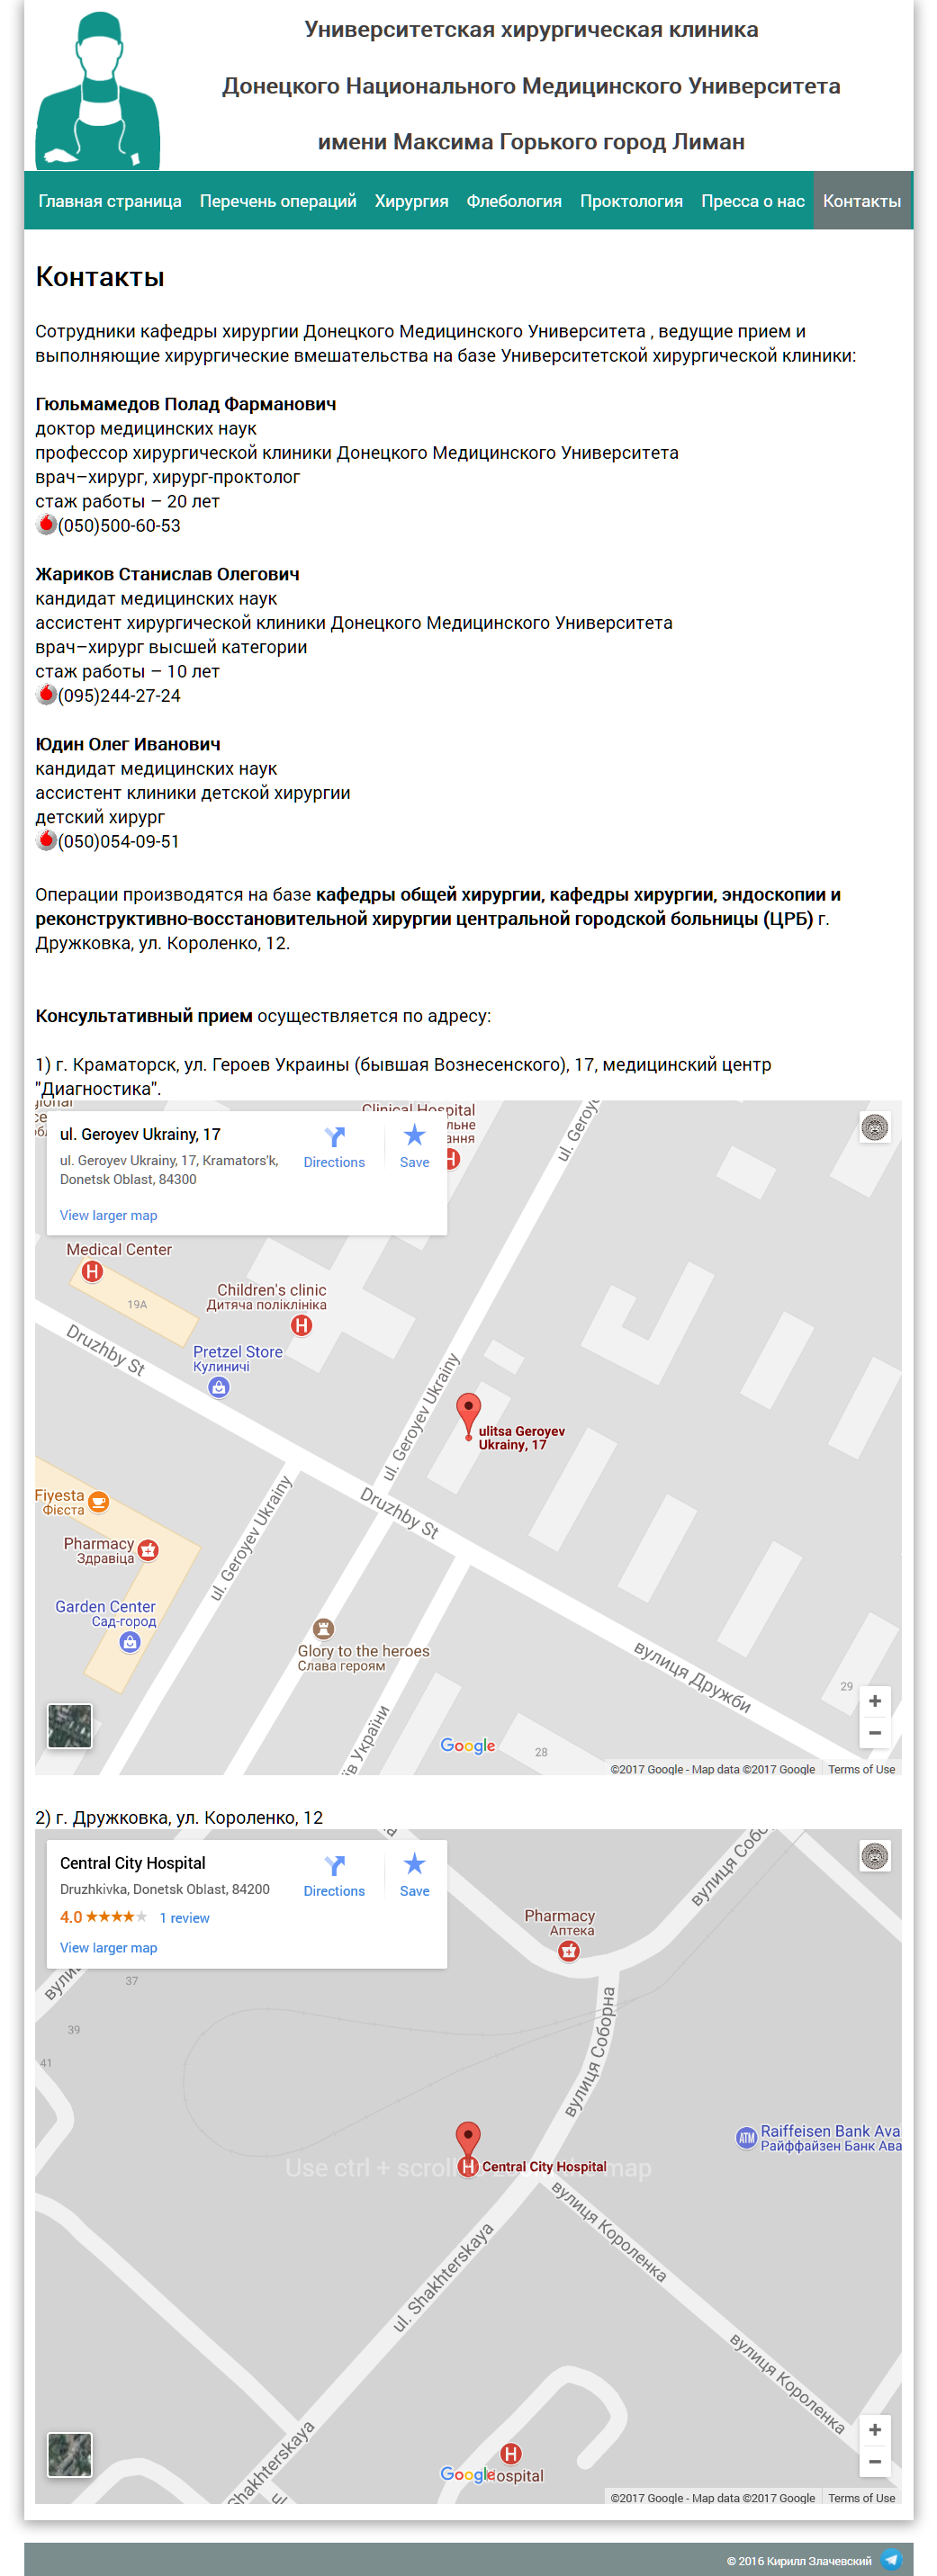 Университетская хирургическая клиника
Донецкого Национального Медицинского Университета
имени Максима Горького город Лиман
Главная страница Перечень операций Хирургия Флебология Проктология Пресса о нас Контакты
Контакты
Сотрудники кафедры хирургии Донецкого Медицинского Университета , ведущие прием и
выполняющие хирургические вмешательства на базе Университетской хирургической клиники:
Гюльмамедов Полад Фарманович
доктор медицинских наук
профессор хирургической клиники Донецкого Медицинского Университета
врач–хирург, хирург-проктолог
стаж работы – 20 лет
(050)500-60-53
Жариков Станислав Олегович
кандидат медицинских наук
ассистент хирургической клиники Донецкого Медицинского Университета
врач–хирург высшей категории
стаж работы – 10 лет
(095)244-27-24
Юдин Олег Иванович
кандидат медицинских наук
ассистент клиники детской хирургии
детский хирург
(050)054-09-51
Операции производятся на базе кафедры общей хирургии, кафедры хирургии, эндоскопии и
реконструктивно-восстановительной хирургии центральной городской больницы (ЦРБ) г.
Дружковка, ул. Короленко, 12.
Консультативный прием осуществляется по адресу:
1) г. Краматорск, ул. Героев Украины (бывшая Вознесенского), 17, медицинский центр
"Диагностика".
Clinical Hospital
ul. Geroyev Ukrainy, 17
ul. Geroyev Ukrainy, 17, Kramators'k,
Donetsk Oblast, 84300
Directions
Save
View larger map
ul. Geroye
Medical Center
H
19A
Children's clinic
Дитяча поліклініка
H
Druzhby St
Pretzel Store
Кулиничі
ul. Geroyev Ukrainy
ulitsa Geroyev
Ukrainy, 17
Fiyesta
Фієста
Druzhby St
ul. Geroyev Ukrainy
Pharmacy
Здравіца
Garden Center
Сад-город
Glory to the heroes
Слава героям
вулиця Дружби
29
їв України
28
+
−
Google
©2017 Google - Map data ©2017 Google Terms of Use
2) г. Дружковка, ул. Короленко, 12
Central City Hospital
Druzhkivka, Donetsk Oblast, 84200
4.0 ★★★★★ 1 review
View larger map
Directions
Save
вулиця Собо
Pharmacy
Аптека
37
39
41
вулиця Соборна
ATM
Raiffeisen Bank Ava
Райффайзен Банк Ава
H
Central City Hospital
Use ctrl + scroll map
вулиця Короленка
ul. Shakhterskaya
вулиця Короленка
Shakhterskaya
ul
H
ospital
Google
+
−
©2017 Google - Map data ©2017 Google Terms of Use
© 2016 Кирилл Злачевский